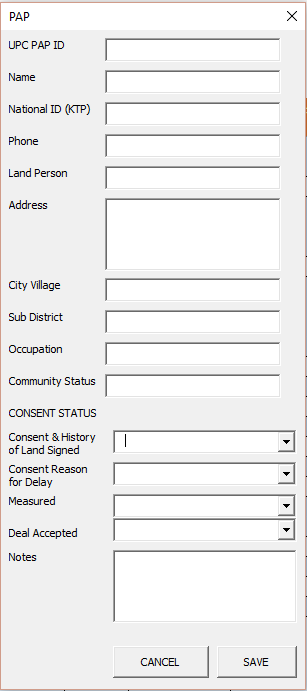 PAP
UPC PAP ID
Name
National ID (KTP)
Phone
Land Person
Address
City Village
Sub District
Occupation
Community Status
CONSENT STATUS
Consent & History
of Land Signed
Consent Reason
for Delay
Measured
Deal Accepted
Notes
CANCEL
SAVE